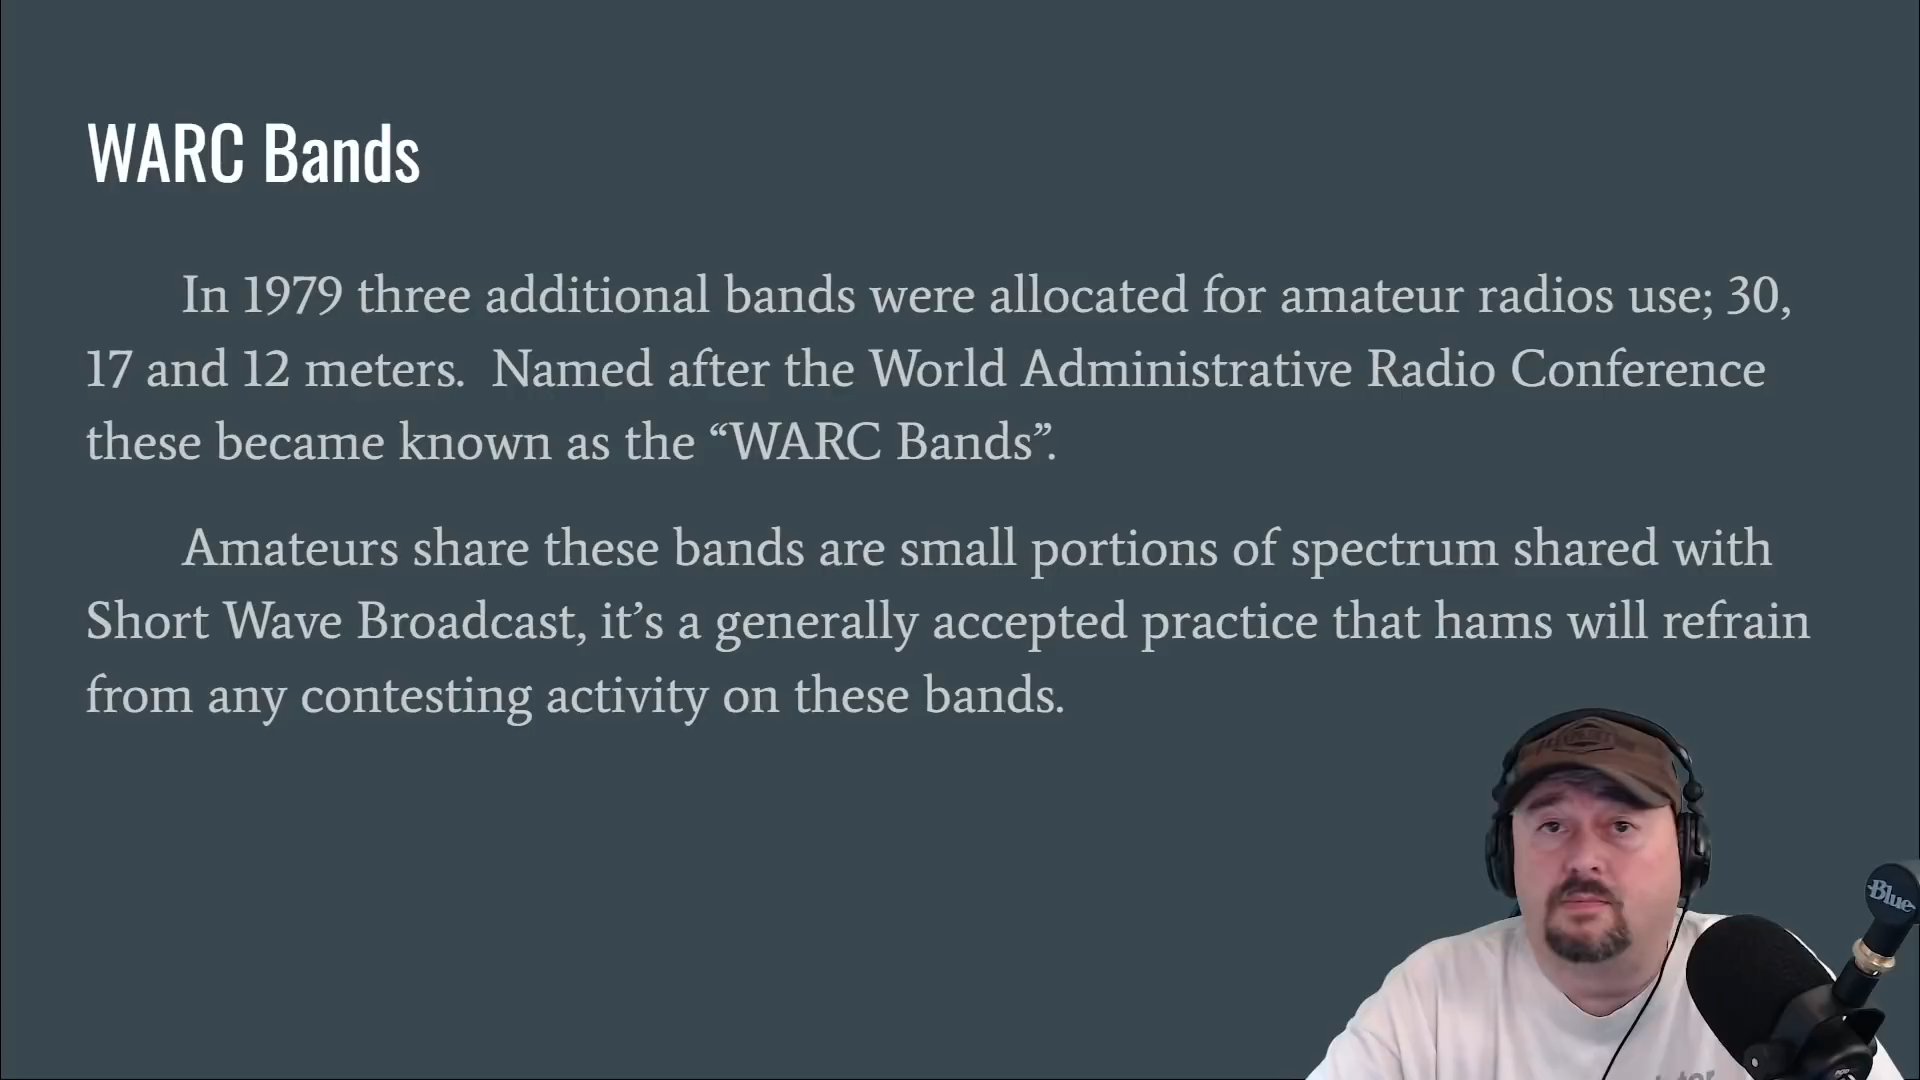 WARC Bands
In 1979 three additional bands were allocated for amateur radios use; 30,
17 and 12 meters.  Named after the World Administrative Radio Conference
these became known as the “WARC Bands”.
Amateurs share these bands are small portions of spectrum shared with
Short Wave Broadcast, it’s a generally accepted practice that hams will refrain
from any contesting activity on these bands.
Blue